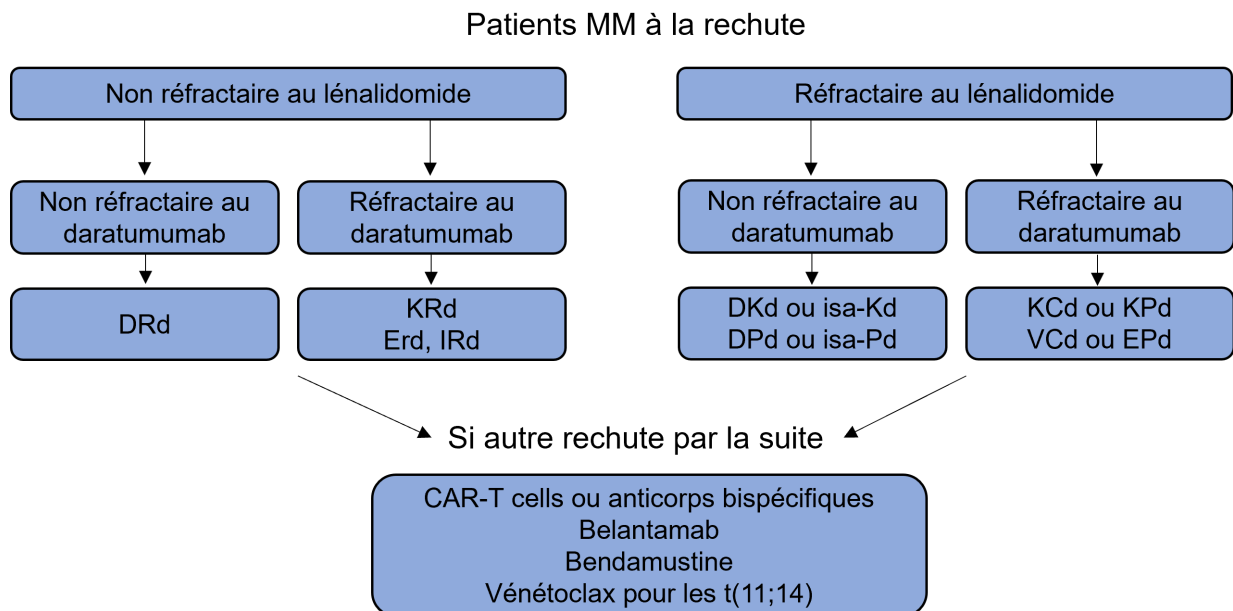 Patients MM à la rechute
Non réfractaire au lénalidomide
Réfractaire au lénalidomide
Non réfractaire au
daratumumab
Réfractaire au
daratumumab
Non réfractaire au
daratumumab
Réfractaire au
daratumumab
DRd
KRd
Erd, IRd
DKd ou isa-Kd
DPd ou isa-Pd
KCd ou KPd
VCd ou EPd
Si autre rechute par la suite
CAR-T cells ou anticorps bispécifiques
Belantamab
Bendamustine
Vénétoclax pour les t(11;14)